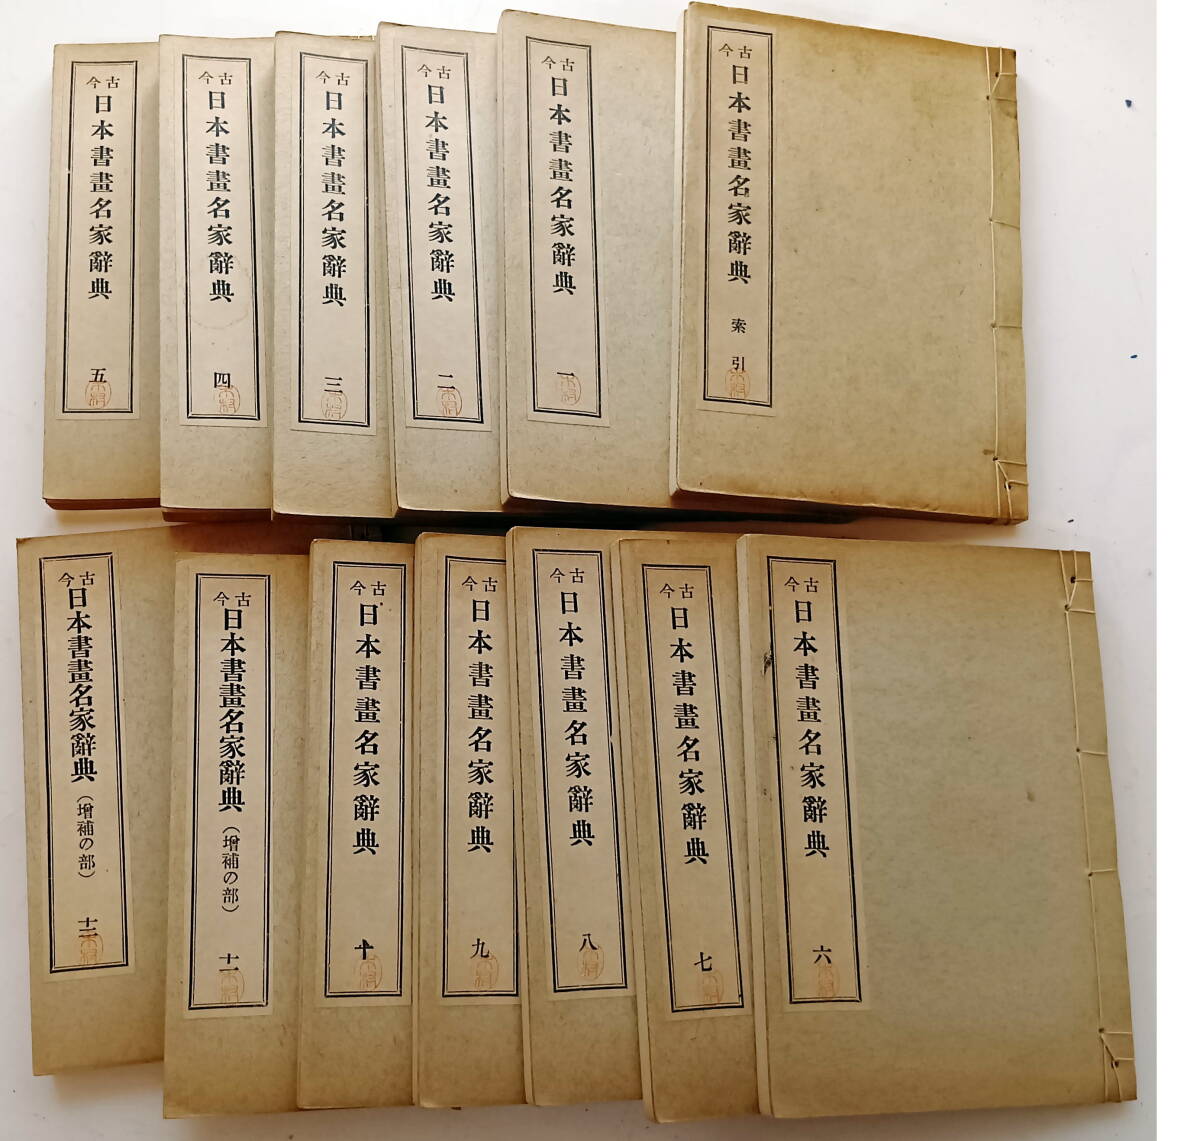 古今
日本書畫名家辭典
索引
古今
日本書畫名家辭典
一
古今
日本書畫名家辭典
二
古今
日本書畫名家辭典
三
古今
日本書畫名家辭典
四
古今
日本書畫名家辭典
五
古今
日本書畫名家辭典
六
古今
日本書畫名家辭典
七
古今
日本書畫名家辭典
八
古今
日本書畫名家辭典
九
古今
日本書畫名家辭典
十
古今
日本書畫名家辭典(增補の部)
十一
古今
日本書畫名家辭典(增補の部)
十二